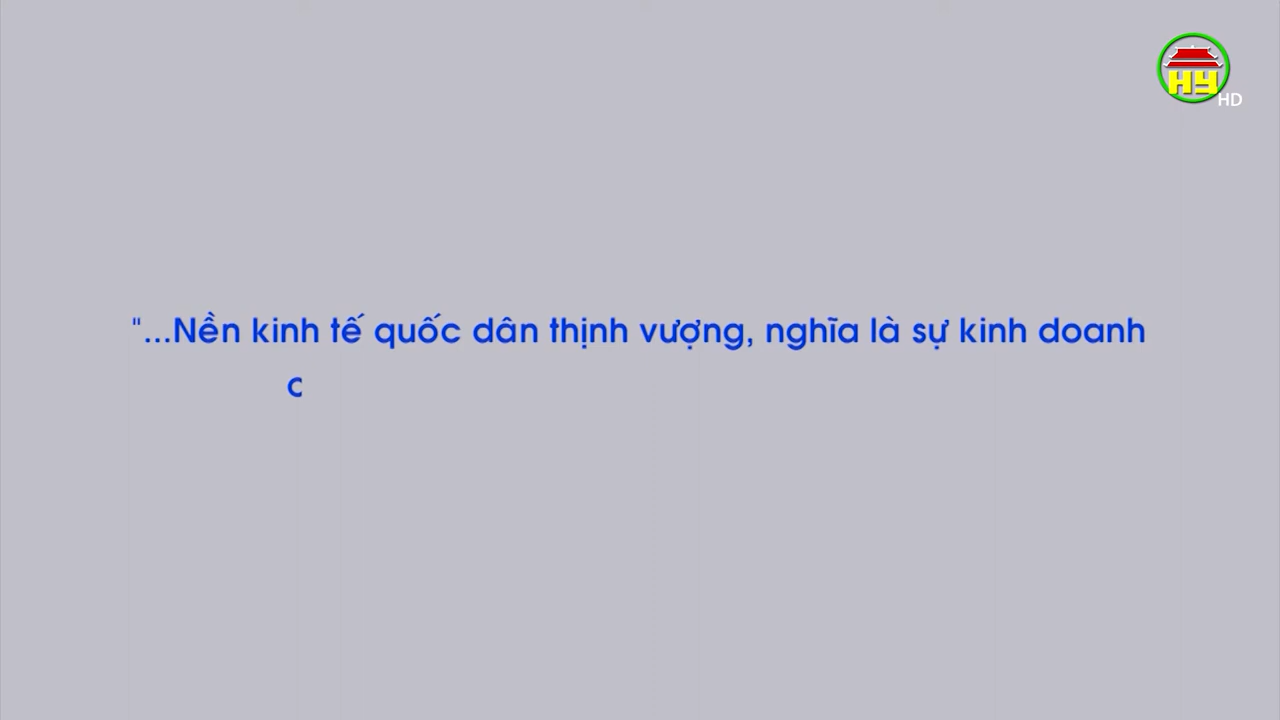 HY
HD
"...Nền kinh tế quốc dân thịnh vượng, nghĩa là sự kinh doanh
c